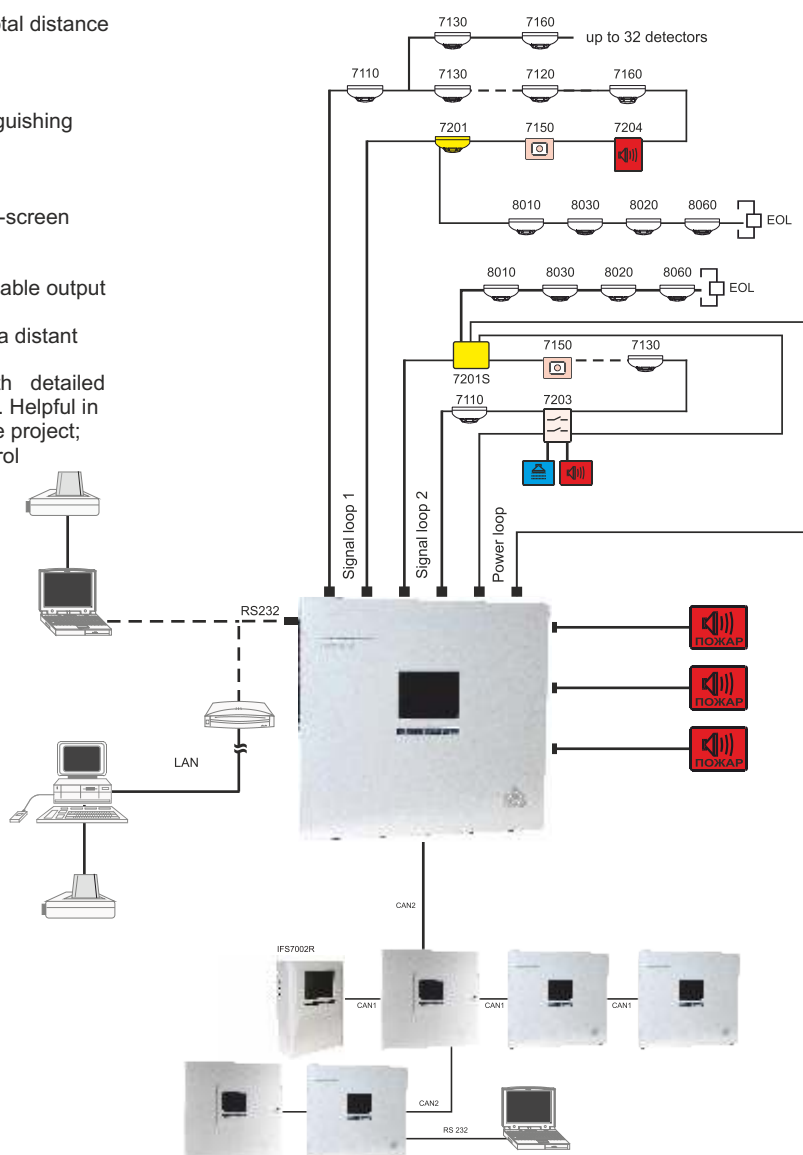 otal distance
guishing
-screen
able output
a distant
th detailed
. Helpful in
e project;
rol
7130 7160
up to 32 detectors
7110 7130 7120 7160
7201 7150 7204
8010 8030 8020 8060
EOL
8010 8030 8020 8060
EOL
7150 7130
7201S
7110 7203
Signal loop 1
Signal loop 2
Power loop
RS232
ПОЖАР
ПОЖАР
ПОЖАР
LAN
CAN2
IFS7002R
CAN1 CAN1 CAN1
CAN2
RS 232